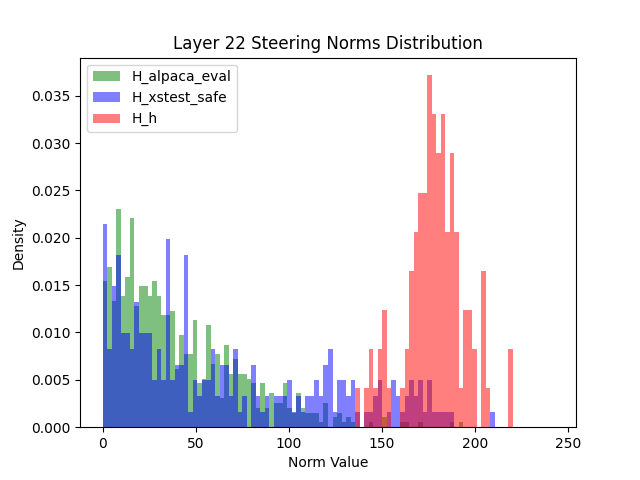 Layer 22 Steering Norms Distribution
H_alpaca_eval
H_xstest_safe
H_h
Density
0.035
0.030
0.025
0.020
0.015
0.010
0.005
0.000
0
50
100
150
200
250
Norm Value